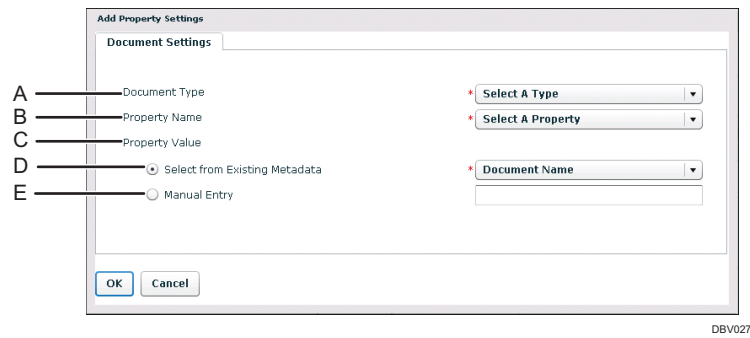 Add Property Settings
Document Settings
A Document Type * Select A Type
B Property Name * Select A Property
C Property Value
D Select from Existing Metadata * Document Name
E Manual Entry
OK Cancel
DBV027